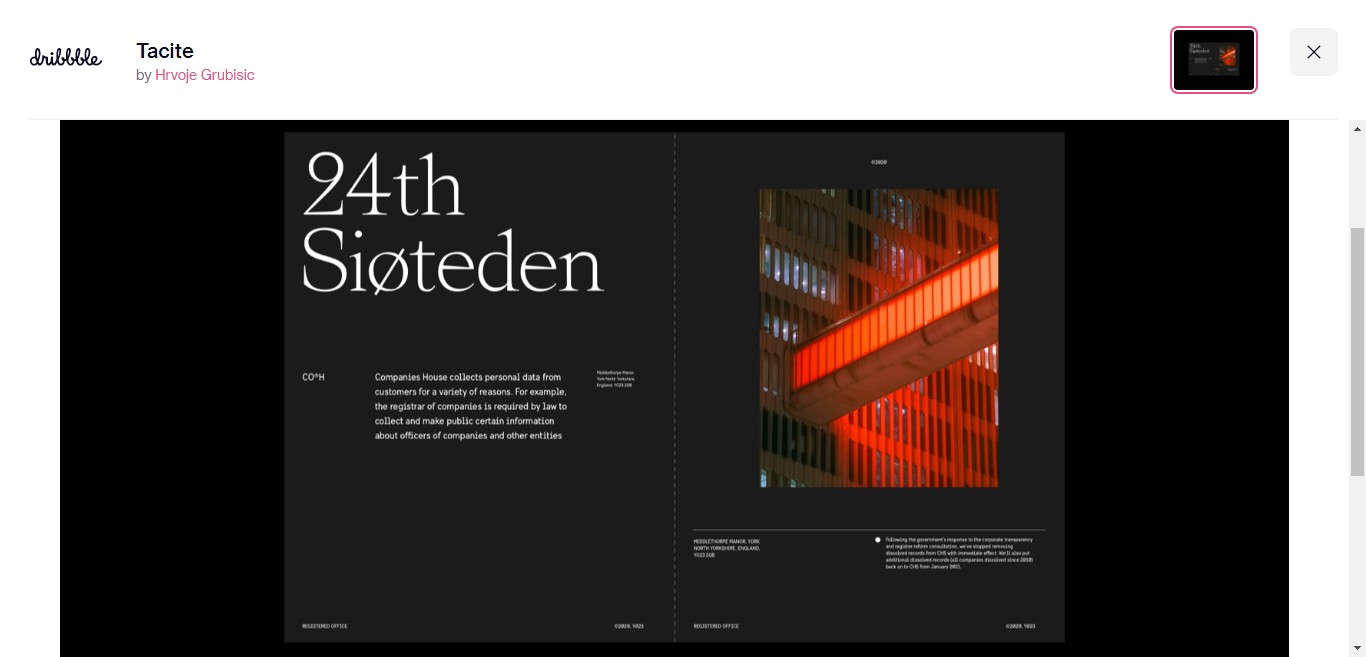 dribbble
Tacite
by Hrvoje Grubisic
24th
Siøteden
CO®H
Companies House collects personal data from
customers for a variety of reasons. For example,
the registrar of companies is required by law to
collect and make public certain information
about officers of companies and other entities
Middlethorpe Manor,
York North Yorkshire,
England, YO23 2QB
REGISTERED OFFICE
©2020, YO23
©2020
MIDDLETHORPE MANOR, YORK
NORTH YORKSHIRE, ENGLAND,
YO23 2QB
Following the government's response to the corporate transparency
and register reform consultation, we've stopped removing
dissolved records from CHS with immediate effect. We'll also put
additional dissolved records (all companies dissolved since 2010)
back on to CHS from January 2021.
REGISTERED OFFICE
©2020, YO23